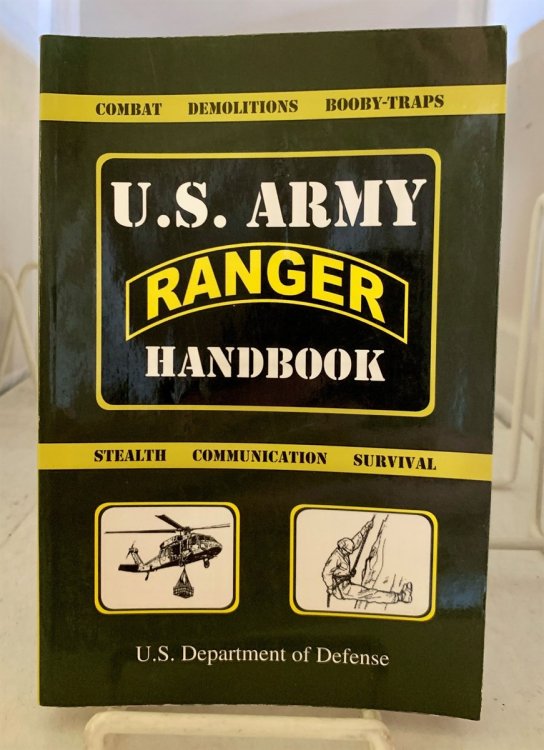 COMBAT DEMOLITIONS BOOBY-TRAPS
U.S. ARMY
RANGER
HANDBOOK
STEALTH COMMUNICATION SURVIVAL
U.S. Department of Defense